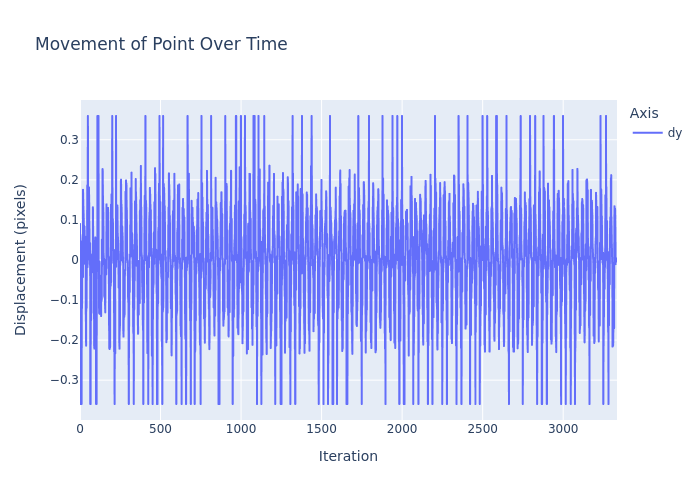 Movement of Point Over Time
Axis
dy
0.3
0.2
0.1
0
−0.1
−0.2
−0.3
Displacement (pixels)
0 500 1000 1500 2000 2500 3000
Iteration